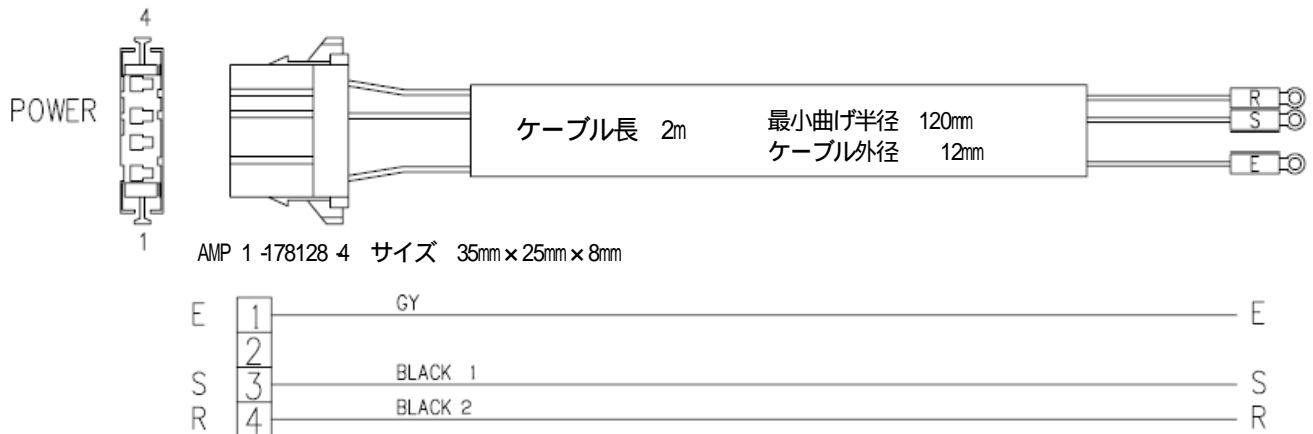 4
POWER
1
ケーブル長 2m
最小曲げ半径 120mm
ケーブル外径 12mm
R
S
E
AMP 1-178128-4 サイズ 35mm×25mm×8mm
E 1 GY E
2
S 3 BLACK 1 S
R 4 BLACK 2 R